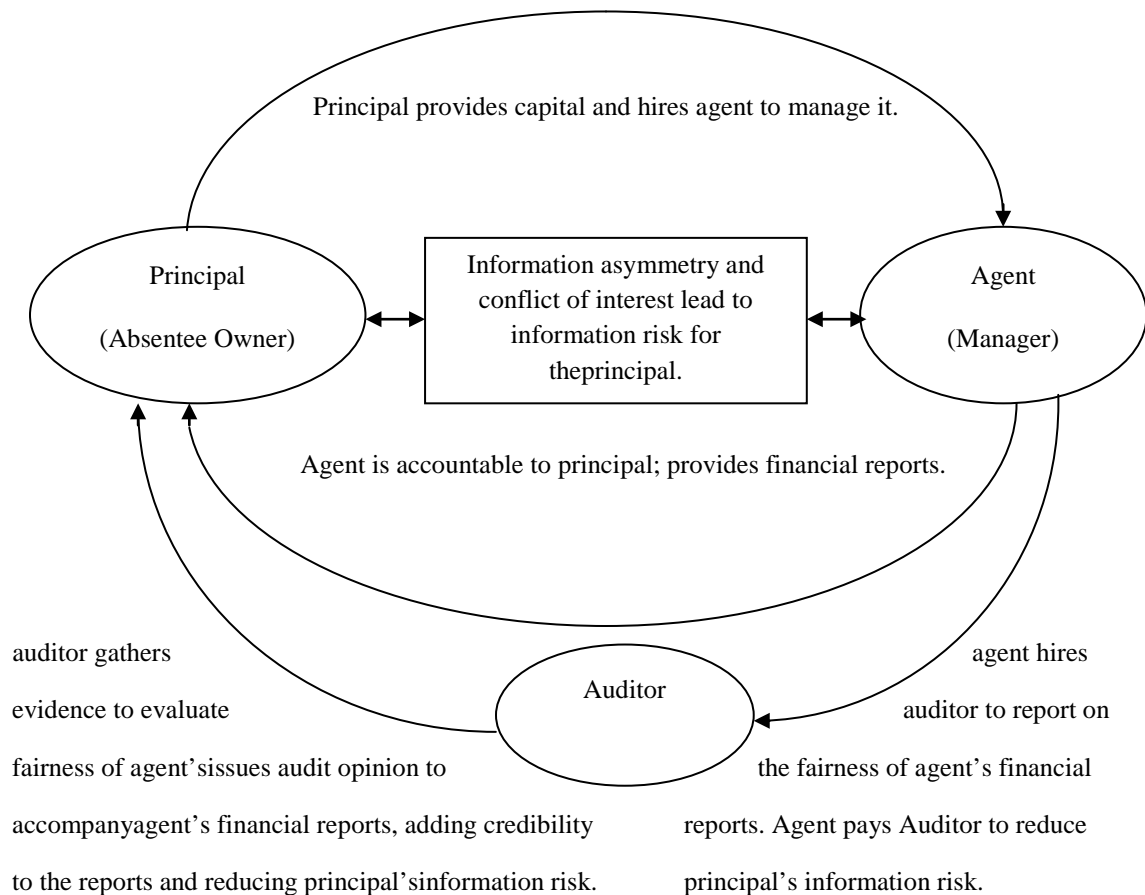 Principal provides capital and hires agent to manage it.
Principal
(Absentee Owner)
Information asymmetry and
conflict of interest lead to
information risk for
theprincipal.
Agent
(Manager)
Agent is accountable to principal; provides financial reports.
Auditor
auditor gathers
evidence to evaluate
fairness of agent’sissues audit opinion to
accompanyagent’s financial reports, adding credibility
to the reports and reducing principal’sinformation risk.
agent hires
auditor to report on
the fairness of agent’s financial
reports. Agent pays Auditor to reduce
principal’s information risk.